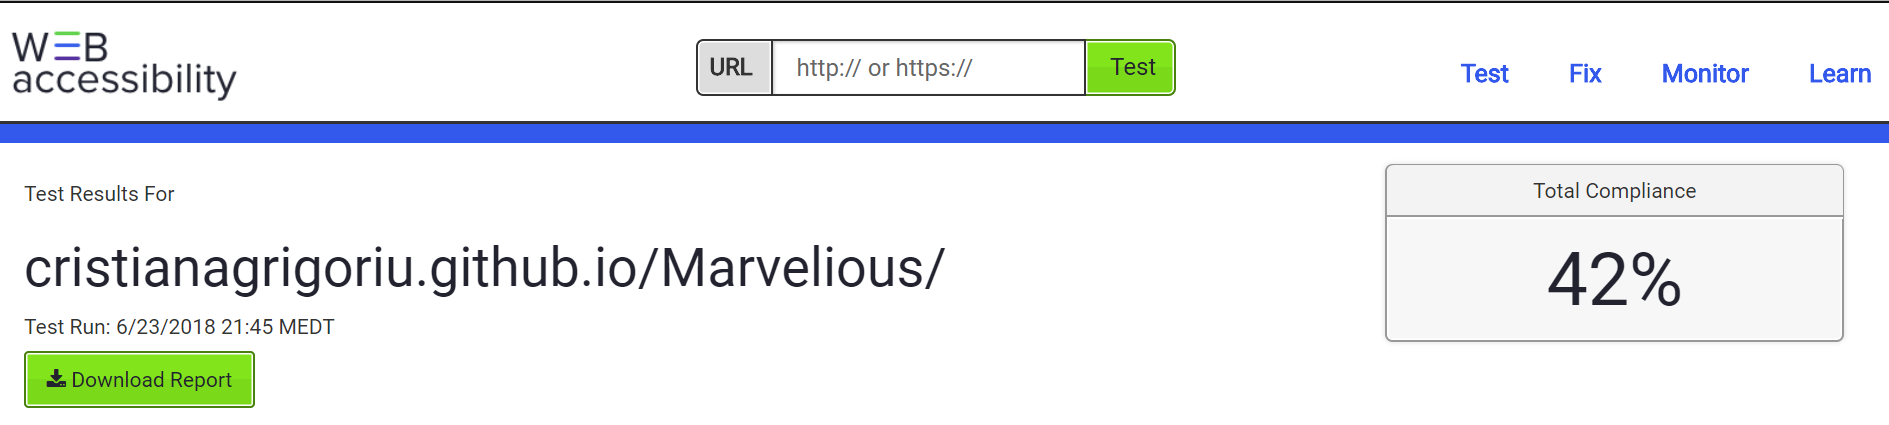 WEB
accessibility
URL
http:// or https://
Test
Test
Fix
Monitor
Learn
Test Results For
cristianagrigoriu.github.io/Marvelious/
Test Run: 6/23/2018 21:45 MEDT
Download Report
Total Compliance
42%